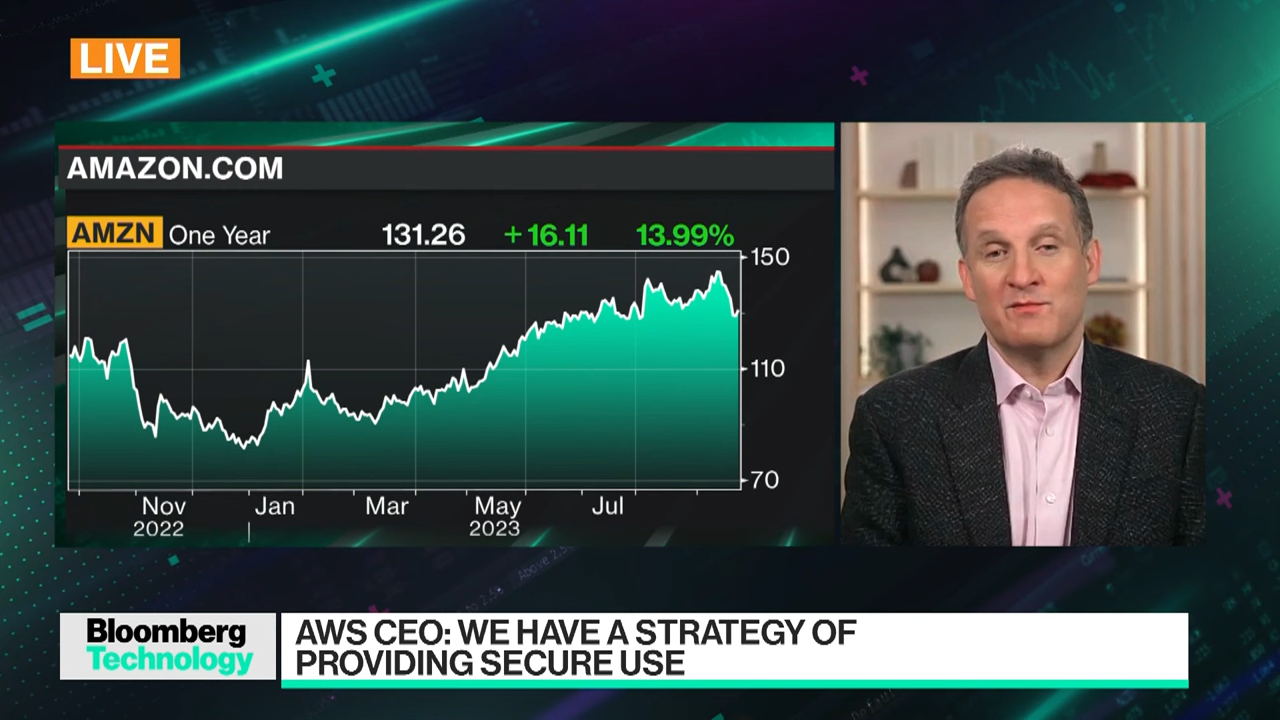 LIVE
AMAZON.COM
AMZN One Year 131.26 +16.11 13.99%
150
110
70
Nov Jan Mar May Jul
2022 2023
Bloomberg
Technology
AWS CEO: WE HAVE A STRATEGY OF
PROVIDING SECURE USE